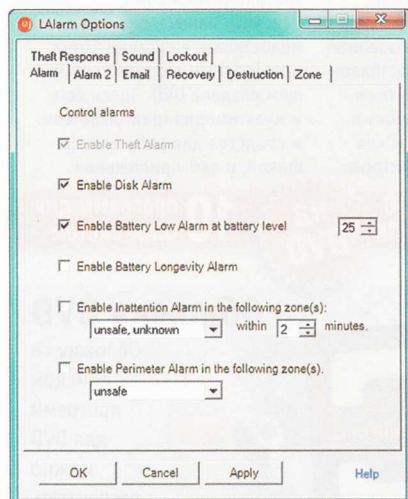 LAlarm Options
Theft Response Sound Lockout
Alarm Alarm 2 Email Recovery Destruction Zone
Control alarms
Enable Theft Alarm
Enable Disk Alarm
Enable Battery Low Alarm at battery level 25
Enable Battery Longevity Alarm
Enable Inattention Alarm in the following zone(s):
unsafe, unknown within 2 minutes.
Enable Perimeter Alarm in the following zone(s).
unsafe
OK Cancel Apply Help